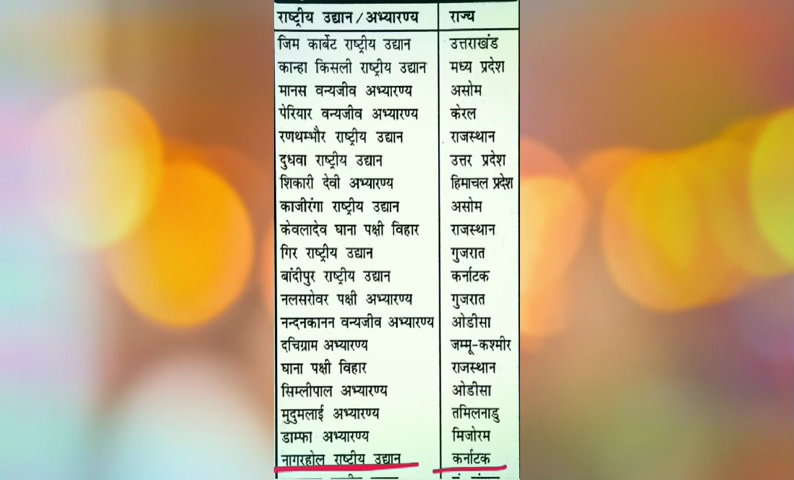 राष्ट्रीय उद्यान/अभ्यारण्य राज्य
जिम कार्बेट राष्ट्रीय उद्यान उत्तराखंड
कान्हा किसली राष्ट्रीय उद्यान मध्य प्रदेश
मानस वन्यजीव अभ्यारण्य असोम
पेरियार वन्यजीव अभ्यारण्य केरल
रणथम्भौर राष्ट्रीय उद्यान राजस्थान
दुधवा राष्ट्रीय उद्यान उत्तर प्रदेश
शिकारी देवी अभ्यारण्य हिमाचल प्रदेश
काजीरंगा राष्ट्रीय उद्यान असोम
केवलादेव घाना पक्षी विहार राजस्थान
गिर राष्ट्रीय उद्यान गुजरात
बांदीपुर राष्ट्रीय उद्यान कर्नाटक
नलसरोवर पक्षी अभ्यारण्य गुजरात
नन्दनकानन वन्यजीव अभ्यारण्य ओडीसा
दचिग्राम अभ्यारण्य जम्मू-कश्मीर
घाना पक्षी विहार राजस्थान
सिम्लीपाल अभ्यारण्य ओडीसा
मुदुमलाई अभ्यारण्य तमिलनाडु
डाम्फा अभ्यारण्य मिजोरम
नागरहोल राष्ट्रीय उद्यान कर्नाटक